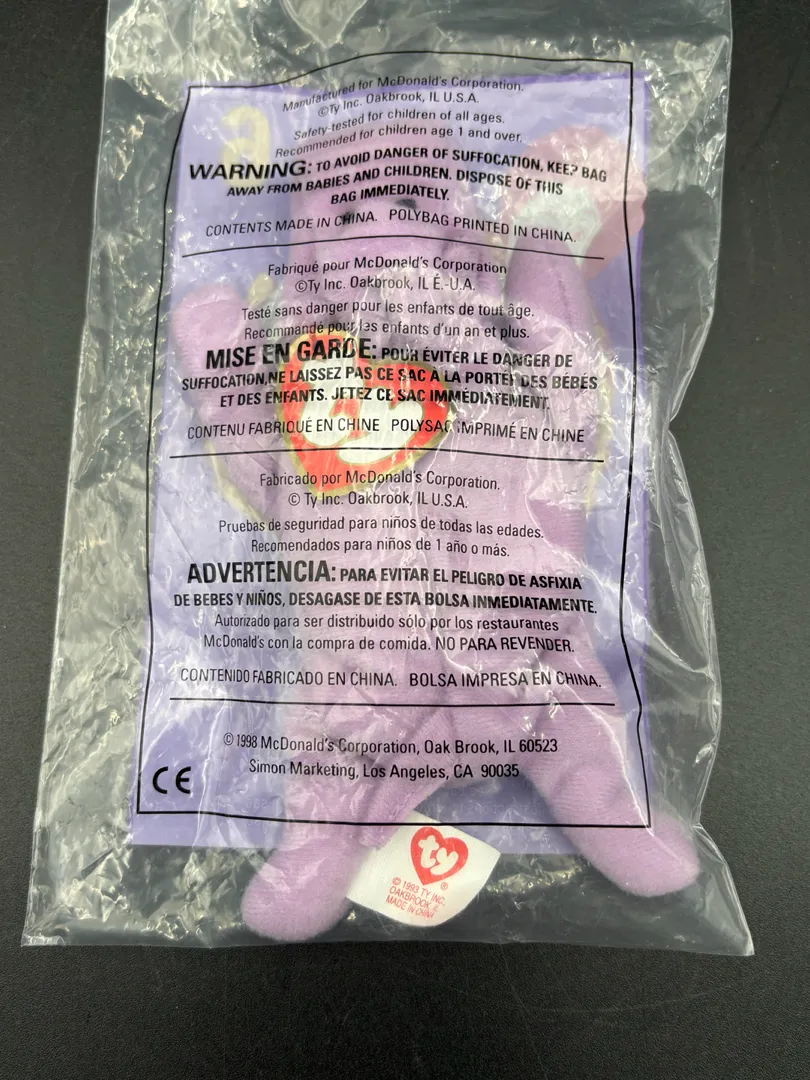 Manufactured for McDonald's Corporation.
©Ty Inc. Oakbrook, IL U.S.A.
Safety-tested for children of all ages.
Recommended for children age 1 and over.
WARNING: TO AVOID DANGER OF SUFFOCATION, KEEP BAG
AWAY FROM BABIES AND CHILDREN. DISPOSE OF THIS
BAG IMMEDIATELY.
CONTENTS MADE IN CHINA. POLYBAG PRINTED IN CHINA.
Fabriqué pour McDonald's Corporation
©Ty Inc. Oakbrook, IL É.-U.A.
Testé sans danger pour les enfants de tout âge.
Recommandé pour les enfants d'un an et plus.
MISE EN GARDE: POUR ÉVITER LE DANGER DE
SUFFOCATION, NE LAISSEZ PAS CE SAC A LA PORTÉE DES BÉBÉS
ET DES ENFANTS. JETEZ CE SAC IMMÉDIATEMENT.
CONTENU FABRIQUÉ EN CHINE POLYSAC IMPRIMÉ EN CHINE
ty
Fabricado por McDonald's Corporation.
© Ty Inc. Oakbrook, IL U.S.A.
Pruebas de seguridad para niños de todas las edades.
Recomendados para niños de 1 año o más.
ADVERTENCIA: PARA EVITAR EL PELIGRO DE ASFIXIA
DE BEBES Y NIÑOS, DESAGASE DE ESTA BOLSA INMEDIATAMENTE.
Autorizado para ser distribuido sólo por los restaurantes
McDonald's con la compra de comida. NO PARA REVENDER.
CONTENIDO FABRICADO EN CHINA. BOLSA IMPRESA EN CHINA.
© 1998 McDonald's Corporation, Oak Brook, IL 60523
Simon Marketing, Los Angeles, CA 90035
CE
ty®
© 1993 TY INC.
OAKBROOK, IL
MADE IN CHINA